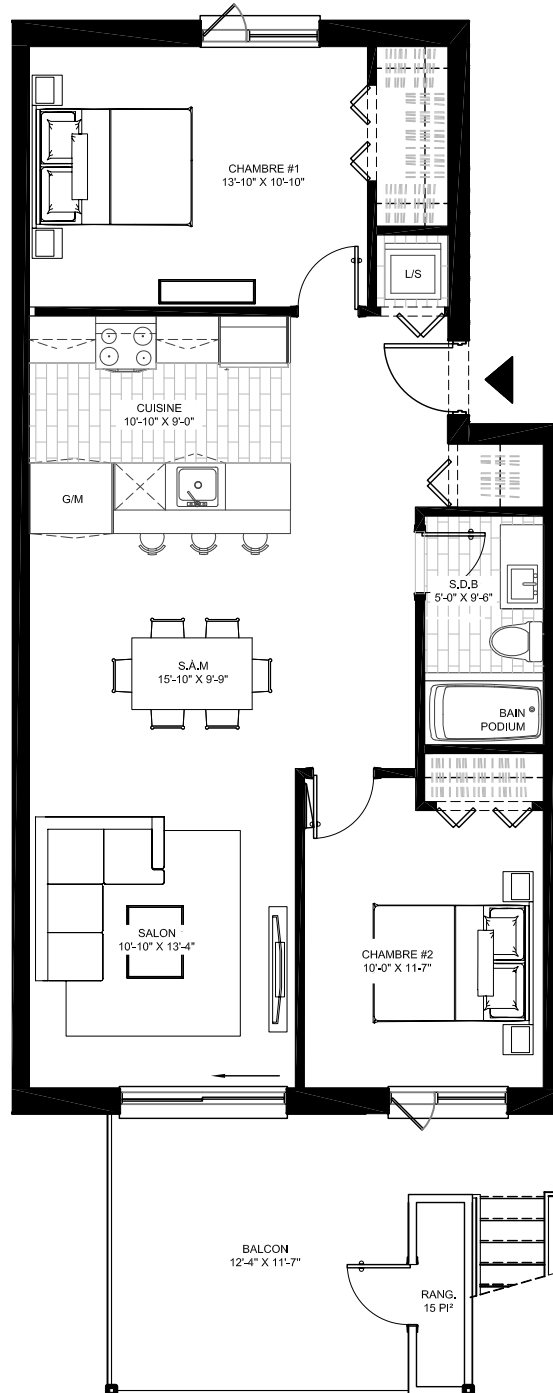 CHAMBRE #1
13'-10" X 10'-10"
L/S
CUISINE
10'-10" X 9'-0"
G/M
S.D.B
5'-0" X 9'-6"
S.À.M
15'-10" X 9'-9"
BAIN
PODIUM
SALON
10'-10" X 13'-4"
CHAMBRE #2
10'-0" X 11'-7"
BALCON
12'-4" X 11'-7"
RANG.
15 PI²